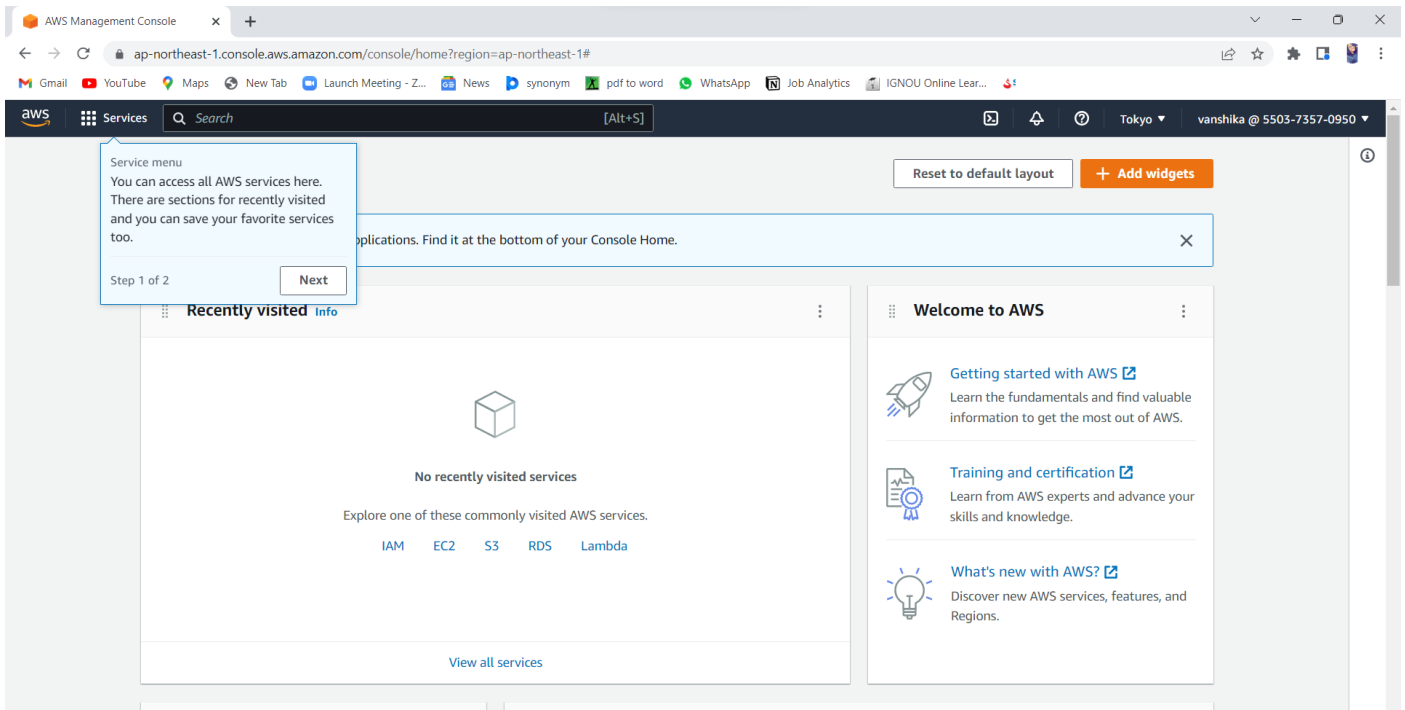 AWS Management Console
ap-northeast-1.console.aws.amazon.com/console/home?region=ap-northeast-1#
Gmail YouTube Maps New Tab Launch Meeting - Z... News synonym pdf to word WhatsApp Job Analytics IGNOU Online Lear...
aws Services Search [Alt+S] Tokyo ▼ vanshika @ 5503-7357-0950 ▼
Service menu
You can access all AWS services here.
There are sections for recently visited
and you can save your favorite services
too.
Step 1 of 2 Next
Reset to default layout + Add widgets
pplications. Find it at the bottom of your Console Home.
Recently visited Info
No recently visited services
Explore one of these commonly visited AWS services.
IAM EC2 S3 RDS Lambda
View all services
Welcome to AWS
Getting started with AWS
Learn the fundamentals and find valuable
information to get the most out of AWS.
Training and certification
Learn from AWS experts and advance your
skills and knowledge.
What's new with AWS?
Discover new AWS services, features, and
Regions.